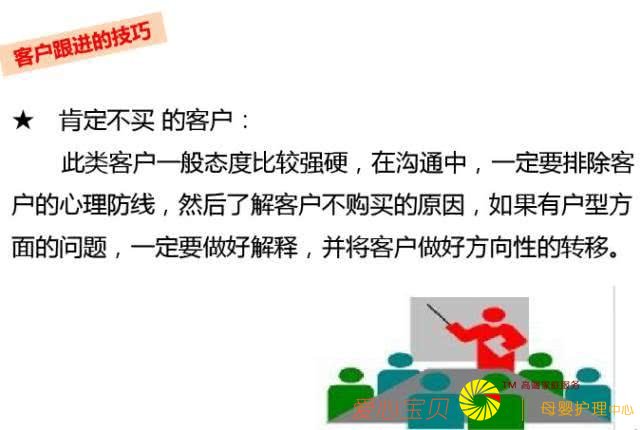 客户跟进的技巧
★ 肯定不买 的客户：
此类客户一般态度比较强硬，在沟通中，一定要排除客
户的心理防线，然后了解客户不购买的原因，如果有户型方
面的问题，一定要做好解释，并将客户做好方向性的转移。
TM 高端家庭服务
宝贝 母婴护理中心